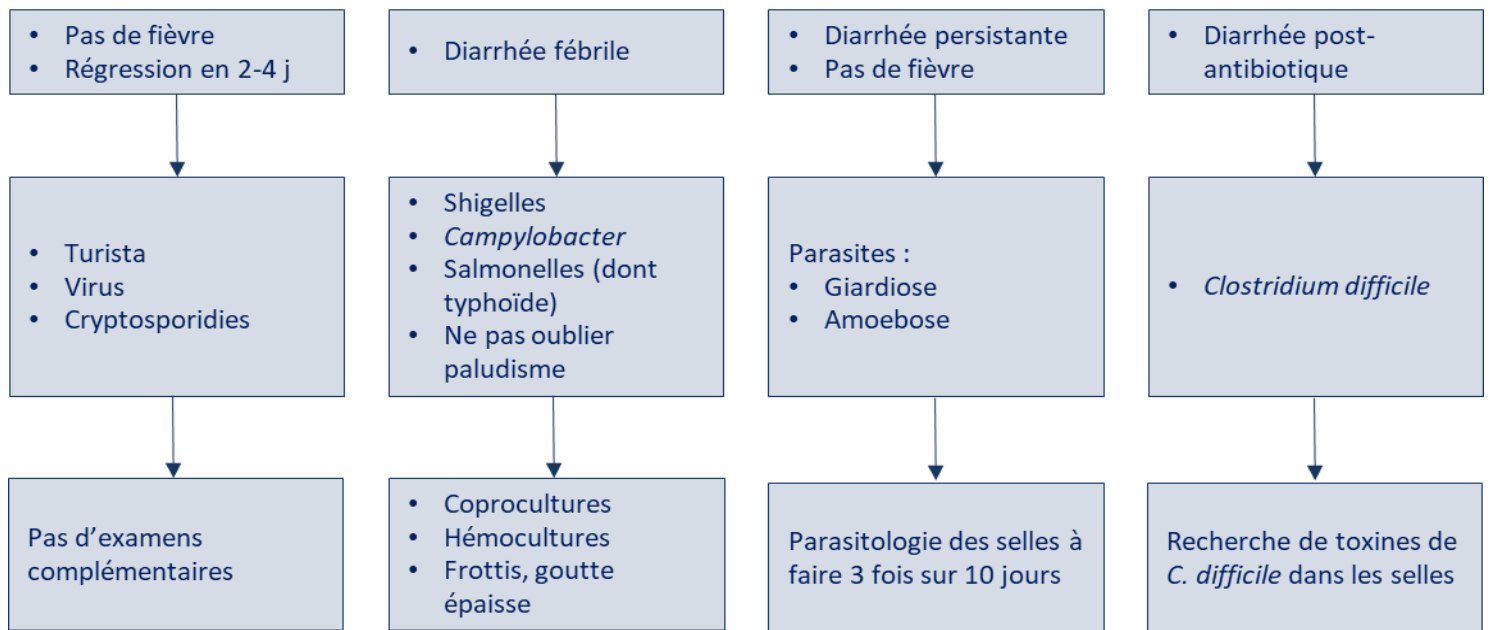 • Pas de fièvre
• Régression en 2-4 j
• Diarrhée fébrile
• Diarrhée persistante
• Pas de fièvre
• Diarrhée post-
antibiotique
• Turista
• Virus
• Cryptosporidies
• Shigelles
• Campylobacter
• Salmonelles (dont
typhoïde)
• Ne pas oublier
paludisme
Parasites :
• Giardiose
• Amoebose
• Clostridium difficile
Pas d’examens
complémentaires
• Coprocultures
• Hémocultures
• Frottis, goutte
épaisse
Parasitologie des selles à
faire 3 fois sur 10 jours
Recherche de toxines de
C. difficile dans les selles